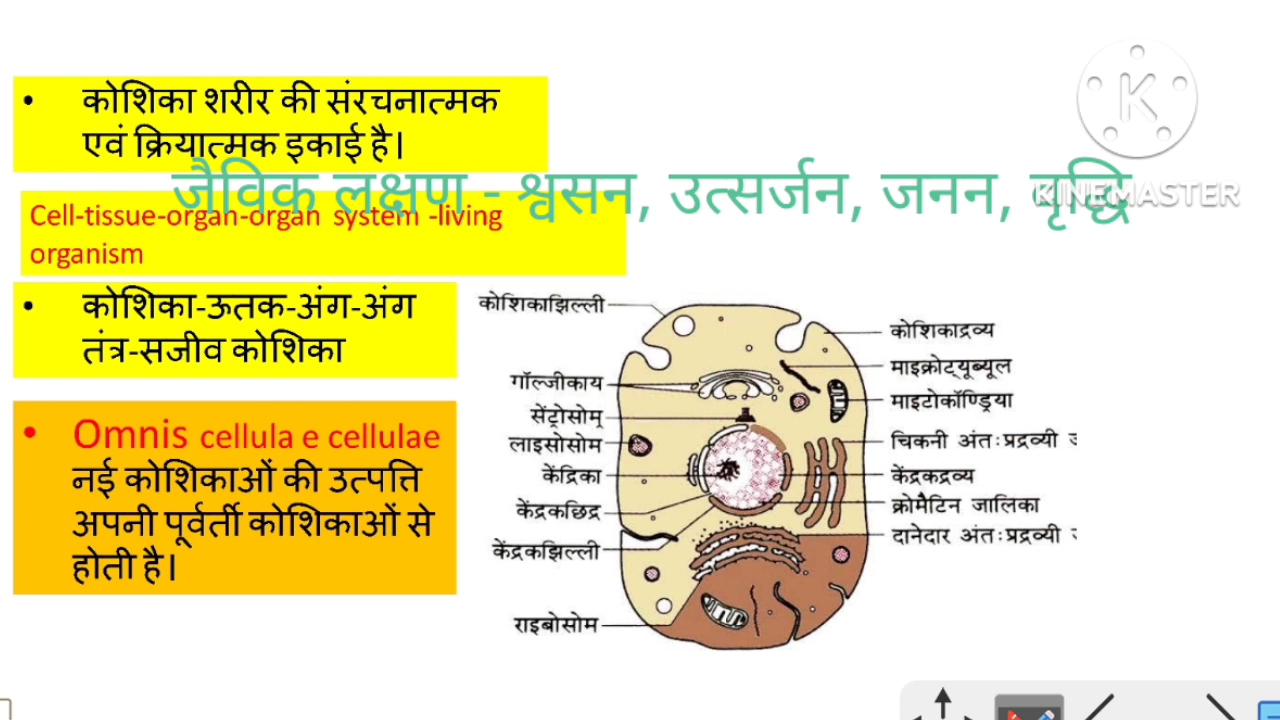 • कोशिका शरीर की संरचनात्मक
एवं क्रियात्मक इकाई है।
जैविक लक्षण - श्वसन, उत्सर्जन, जनन, वृद्धि
KINEMASTER
Cell-tissue-organ-organ system -living
organism
• कोशिका-ऊतक-अंग-अंग
तंत्र-सजीव कोशिका
• Omnis cellula e cellulae
नई कोशिकाओं की उत्पत्ति
अपनी पूर्वर्ती कोशिकाओं से
होती है।
कोशिकाझिल्ली
गॉल्जीकाय
सेंट्रोसोम्
लाइसोसोम
केंद्रिका
केंद्रकछिद्र
केंद्रकझिल्ली
राइबोसोम
कोशिकाद्रव्य
माइक्रोट्यूब्यूल
माइटोकॉण्ड्रिया
चिकनी अंतःप्रद्रव्यी
केंद्रकद्रव्य
क्रोमैटिन जालिका
दानेदार अंतःप्रद्रव्यी